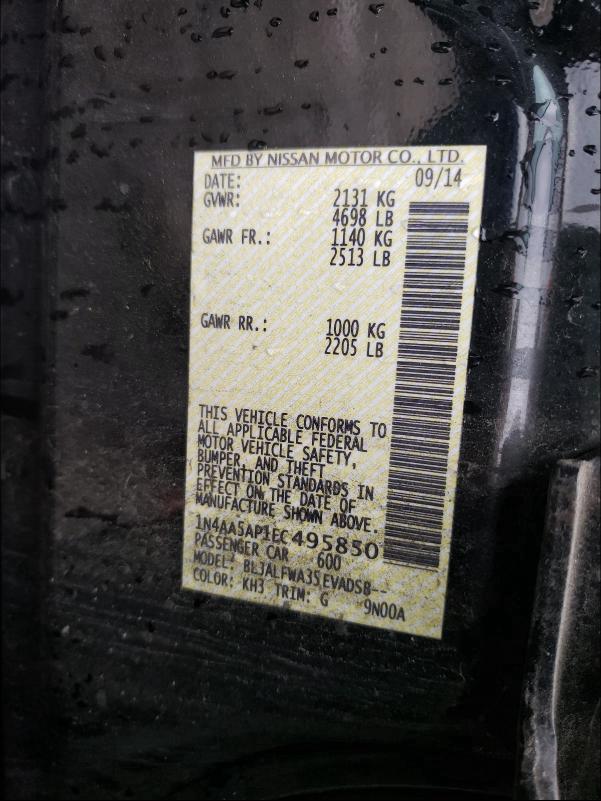 MFD BY NISSAN MOTOR CO., LTD.
DATE: 09/14
GVWR: 2131 KG
4698 LB
GAWR FR.: 1140 KG
2513 LB
GAWR RR.: 1000 KG
2205 LB
THIS VEHICLE CONFORMS TO
ALL APPLICABLE FEDERAL
MOTOR VEHICLE SAFETY,
BUMPER, AND THEFT
PREVENTION STANDARDS IN
EFFECT ON THE DATE OF
MANUFACTURE SHOWN ABOVE.
1N4AA5AP1EC495850
PASSENGER CAR 600
MODEL: BL3ALFWA35EVADSB--
COLOR: KH3 TRIM: G 9N00A